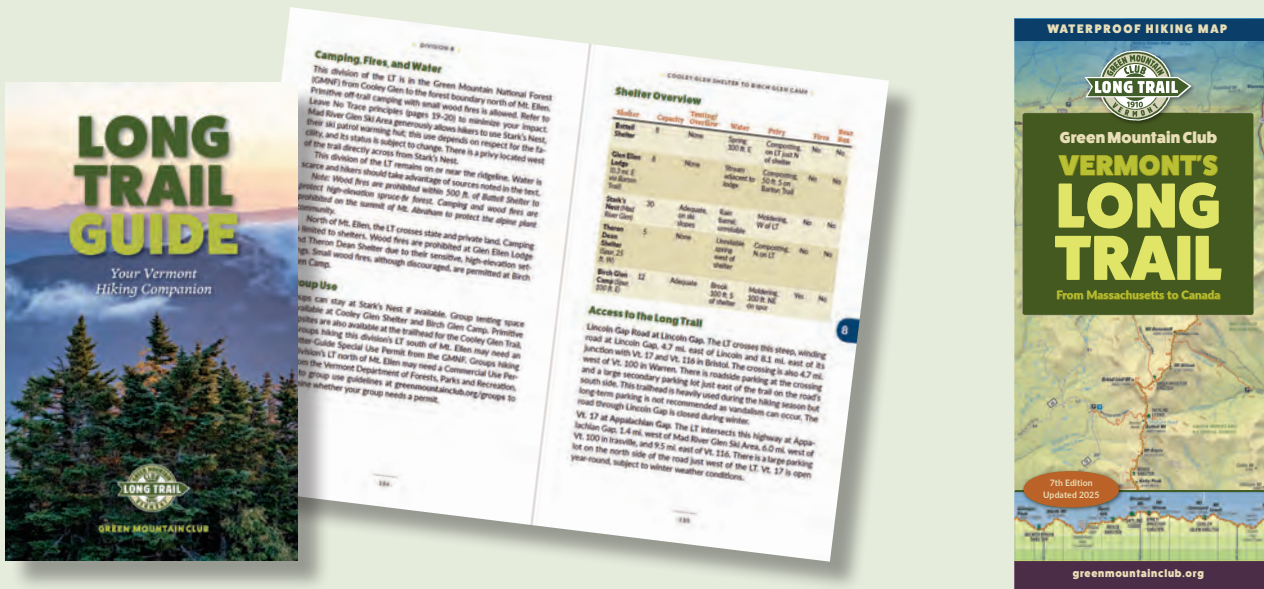 LONG
TRAIL
GUIDE
Your Vermont
Hiking Companion
LONG TRAIL
GREEN MOUNTAIN CLUB
DIVISION 8
Camping, Fires, and Water
This division of the LT is in the Green Mountain National Forest
(GMNF) from Cooley Glen to the forest boundary north of Mt. Ellen.
Primitive off-trail camping with small wood fires is allowed. Refer to
Leave No Trace principles (pages 19–20) to minimize your impact.
Mad River Glen Ski Area generously allows hikers to use Stark's Nest,
their ski patrol warming hut; this use depends on respect for the fa-
cility, and its status is subject to change. There is a privy located west
of the trail directly across from Stark's Nest.
This division of the LT remains on or near the ridgeline. Water is
scarce and hikers should take advantage of sources noted in the text.
Note: Wood fires are prohibited within 500 ft. of Battell Shelter to
protect high-elevation spruce-fir forest. Camping and wood fires are
prohibited on the summit of Mt. Abraham to protect the alpine plant
community.
North of Mt. Ellen, the LT crosses state and private land. Camping
limited to shelters. Wood fires are prohibited at Glen Ellen Lodge
Theron Dean Shelter due to their sensitive, high-elevation set-
Small wood fires, although discouraged, are permitted at Birch
Camp.
Use
can stay at Stark's Nest if available. Group tenting space
at Cooley Glen Shelter and Birch Glen Camp. Primitive
are also available at the trailhead for the Cooley Glen Trail.
hiking this division's LT south of Mt. Ellen may need an
Special Use Permit from the GMNF. Groups hiking
LT north of Mt. Ellen may need a Commercial Use Per-
the Vermont Department of Forests, Parks and Recreation.
to group use guidelines at greenmountainclub.org/groups to
whether your group needs a permit.
COOLEY GLEN SHELTER TO BIRCH GLEN CAMP
Shelter Overview
Shelter Capacity Tenting/ Overflow Water Privy Fires Bear Box
Battell Shelter 8 None Spring, 100 ft. E Composting, on LT just N of shelter No No
Glen Ellen Lodge (0.3 mi. E via Barton Trail) 8 None Stream adjacent to lodge Composting, 50 ft. S on Barton Trail No No
Stark's Nest (Mad River Glen) 20 Adequate, on ski slopes Rain barrel, unreliable Moldering, W of LT No No
Theron Dean Shelter 5 None Unreliable spring east of shelter Composting, N on LT No No
Birch Glen Camp 12 Adequate Brook 100 ft. S of shelter Moldering, 100 ft. NE on spur Yes No
Access to the Long Trail
Lincoln Gap Road at Lincoln Gap. The LT crosses this steep, winding
road at Lincoln Gap, 4.7 mi. east of Lincoln and 8.1 mi. east of its
junction with Vt. 17 and Vt. 116 in Bristol. The crossing is also 4.7 mi.
west of Vt. 100 in Warren. There is roadside parking at the crossing
and a large secondary parking lot just east of the trail on the road's
south side. This trailhead is heavily used during the hiking season but
long-term parking is not recommended as vandalism can occur. The
road through Lincoln Gap is closed during winter.
Vt. 17 at Appalachian Gap. The LT intersects this highway at Appa-
lachian Gap, 1.4 mi. west of Mad River Glen Ski Area, 6.0 mi. west of
Vt. 100 in Irasville, and 9.5 mi. east of Vt. 116. There is a large parking
lot on the north side of the road just west of the LT. Vt. 17 is open
year-round, subject to winter weather conditions.
8
WATERPROOF HIKING MAP
GREEN MOUNTAIN
CLUB
LONG TRAIL
1910
VERMONT
Green Mountain Club
VERMONT'S
LONG
TRAIL
From Massachusetts to Canada
7th Edition
Updated 2025
greenmountainclub.org